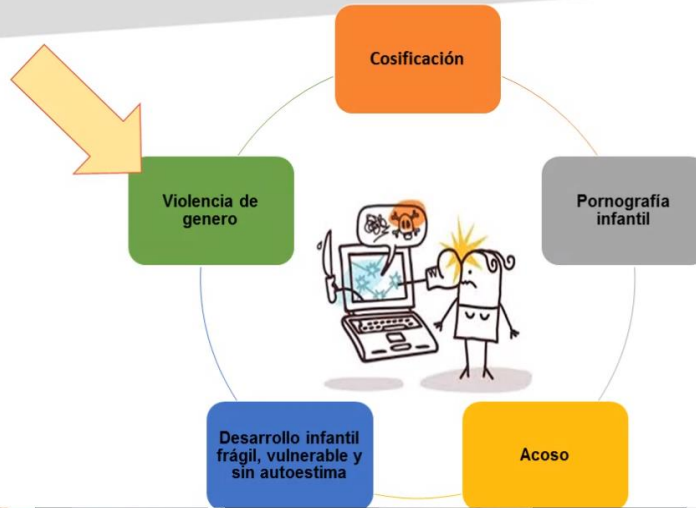 Cosificación
Violencia de
genero
Pornografía
infantil
Desarrollo infantil
frágil, vulnerable y
sin autoestima
Acoso